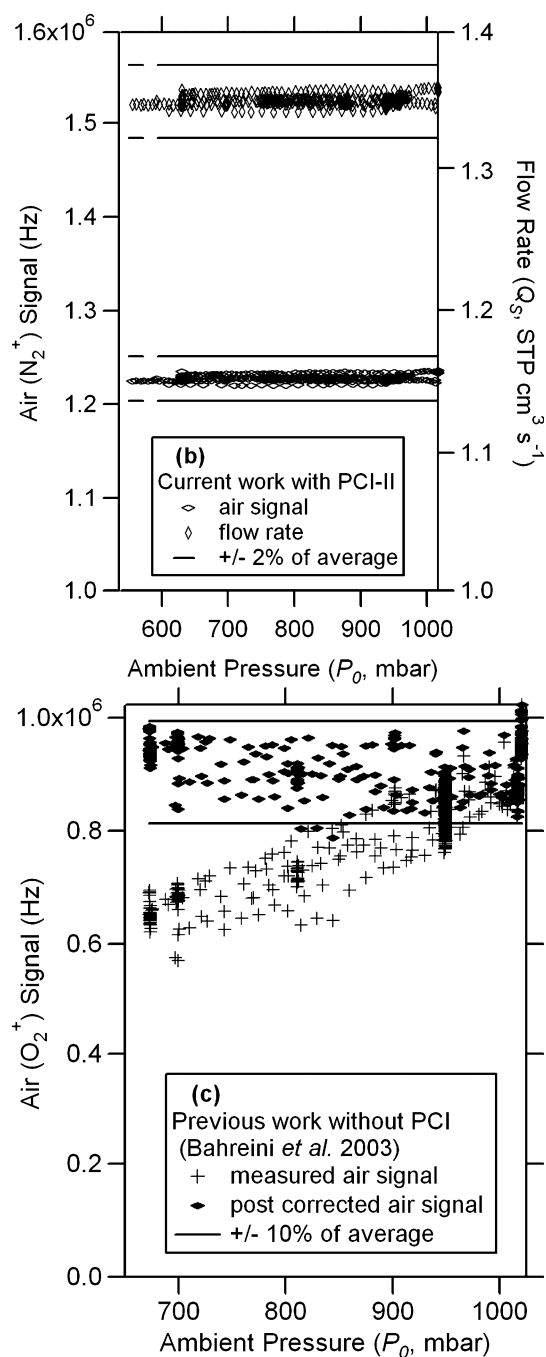 1.6x10⁶
1.5
1.4
1.3
1.2
1.1
1.0
Air (N₂⁺) Signal (Hz)
1.4
1.3
1.2
1.1
1.0
Flow Rate (Qₛ, STP cm³ s⁻¹)
(b)
Current work with PCI-II
air signal
flow rate
+/- 2% of average
600 700 800 900 1000
Ambient Pressure (P₀, mbar)
1.0x10⁶
0.8
0.6
0.4
0.2
0.0
Air (O₂⁺) Signal (Hz)
(c)
Previous work without PCI
(Bahreini et al. 2003)
measured air signal
post corrected air signal
+/- 10% of average
700 800 900 1000
Ambient Pressure (P₀, mbar)